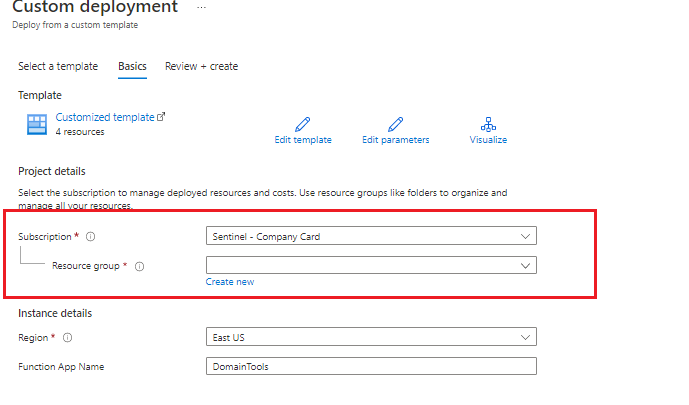 Custom deployment ...
Deploy from a custom template
Select a template Basics Review + create
Template
Customized template
4 resources
Edit template Edit parameters Visualize
Project details
Select the subscription to manage deployed resources and costs. Use resource groups like folders to organize and
manage all your resources.
Subscription * Sentinel - Company Card
Resource group *
Create new
Instance details
Region * East US
Function App Name DomainTools